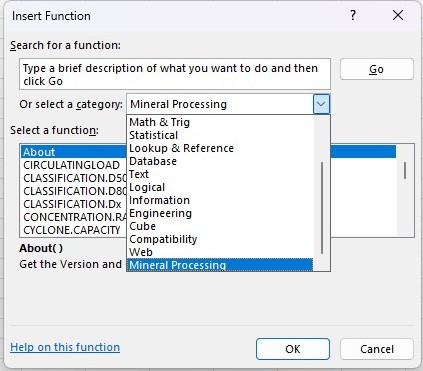 Insert Function
? ×
Search for a function:
Type a brief description of what you want to do and then
click Go
Go
Or select a category: Mineral Processing
Math & Trig
Statistical
Lookup & Reference
Database
Text
Logical
Information
Engineering
Cube
Compatibility
Web
Mineral Processing
Select a function:
About
CIRCULATINGLOAD
CLASSIFICATION.D50
CLASSIFICATION.D80
CLASSIFICATION.Dx
CONCENTRATION.RA
CYCLONE.CAPACITY
About( )
Get the Version and
Help on this function
OK
Cancel